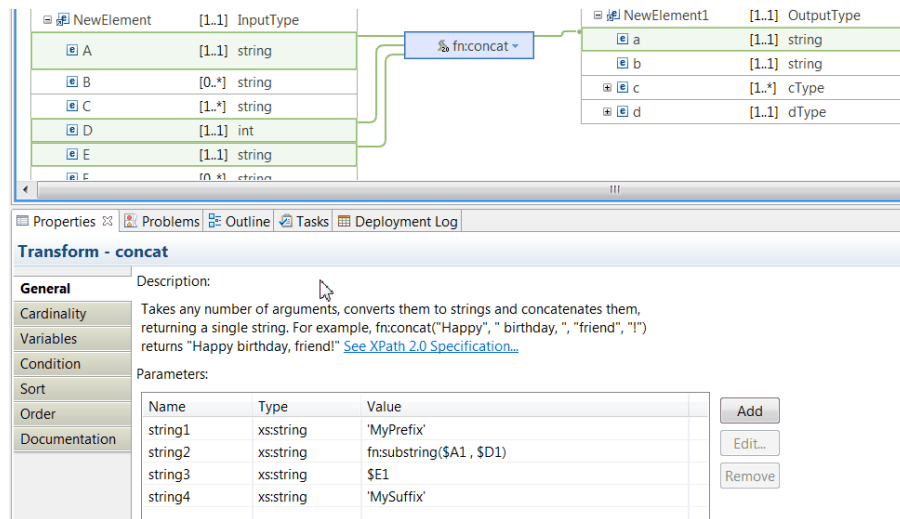 NewElement [1..1] InputType
A [1..1] string
B [0..*] string
C [1..*] string
D [1..1] int
E [1..1] string
F [0..*] string
fn:concat
NewElement1 [1..1] OutputType
a [1..1] string
b [1..1] string
c [1..*] cType
d [1..1] dType
Properties Problems Outline Tasks Deployment Log
Transform - concat
General
Cardinality
Variables
Condition
Sort
Order
Documentation
Description:
Takes any number of arguments, converts them to strings and concatenates them,
returning a single string. For example, fn:concat("Happy", " birthday, ", "friend", "!")
returns "Happy birthday, friend!" See XPath 2.0 Specification...
Parameters:
Name Type Value
string1 xs:string 'MyPrefix'
string2 xs:string fn:substring($A1 , $D1)
string3 xs:string $E1
string4 xs:string 'MySuffix'
Add
Edit...
Remove